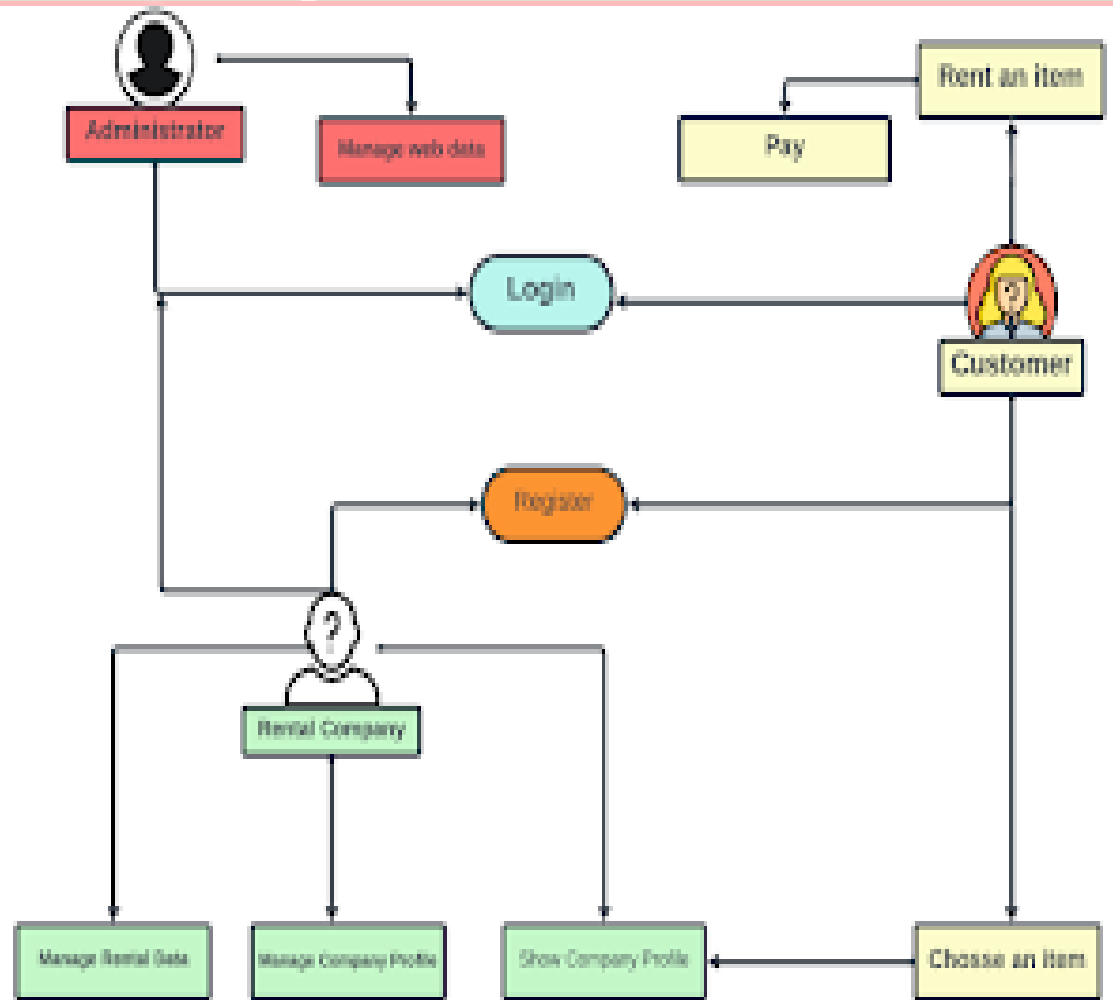 Rent an item
Administrator
Manage web data
Pay
Login
Customer
Register
?
Rental Company
Manage Rental Data
Manage Company Profile
Show Company Profile
Chosse an item